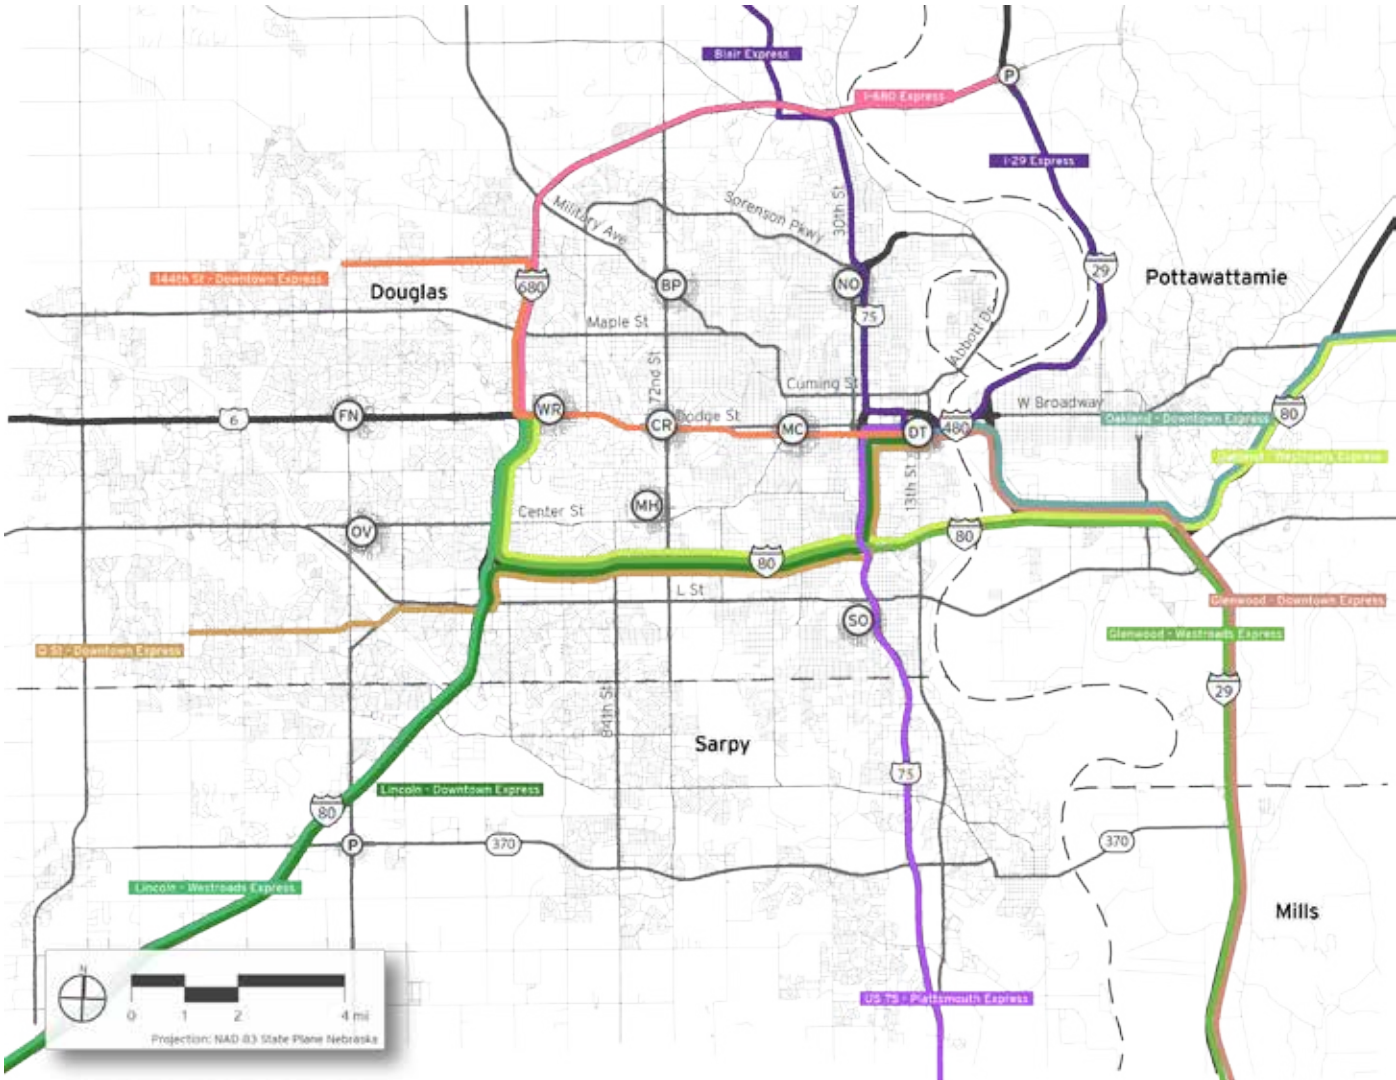 Blair Express
P
I-680 Express
I-29 Express
30th St
Sorenson Pkwy
Military Ave
29
144th St - Downtown Express
680
Douglas
BP
NO
Pottawattamie
75
Maple St
Abbott Dr
72nd St
Cuming St
6
FN
WR
CR
Dodge St
MC
DT
480
W Broadway
80
Oakland - Downtown Express
Oakland - Westroads Express
13th St
MH
Center St
OV
80
80
L St
SO
Glenwood - Downtown Express
Glenwood - Westroads Express
Q St - Downtown Express
29
84th St
Sarpy
75
Lincoln - Downtown Express
80
P
370
370
Lincoln - Westroads Express
Mills
US 75 - Plattsmouth Express
N
0 1 2 4 mi
Projection: NAD 83 State Plane Nebraska